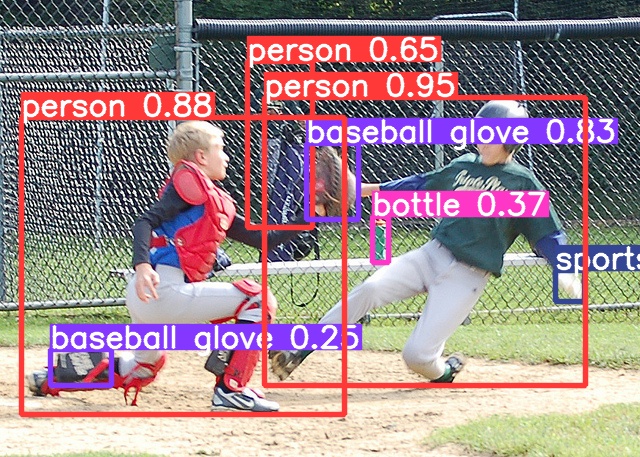 person 0.65
person 0.95
person 0.88
baseball glove 0.83
bottle 0.37
sports
baseball glove 0.25